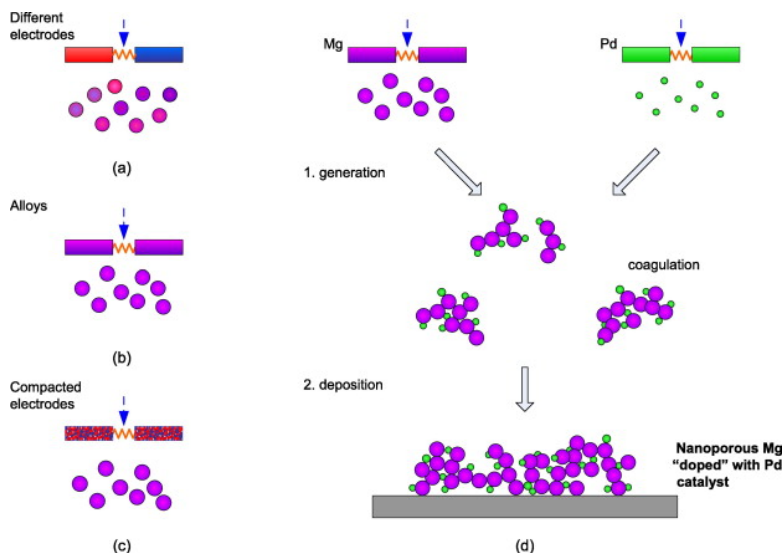 Different
electrodes
(a)
Alloys
(b)
Compacted
electrodes
(c)
Mg
Pd
1. generation
coagulation
2. deposition
Nanoporous Mg
“doped” with Pd
catalyst
(d)